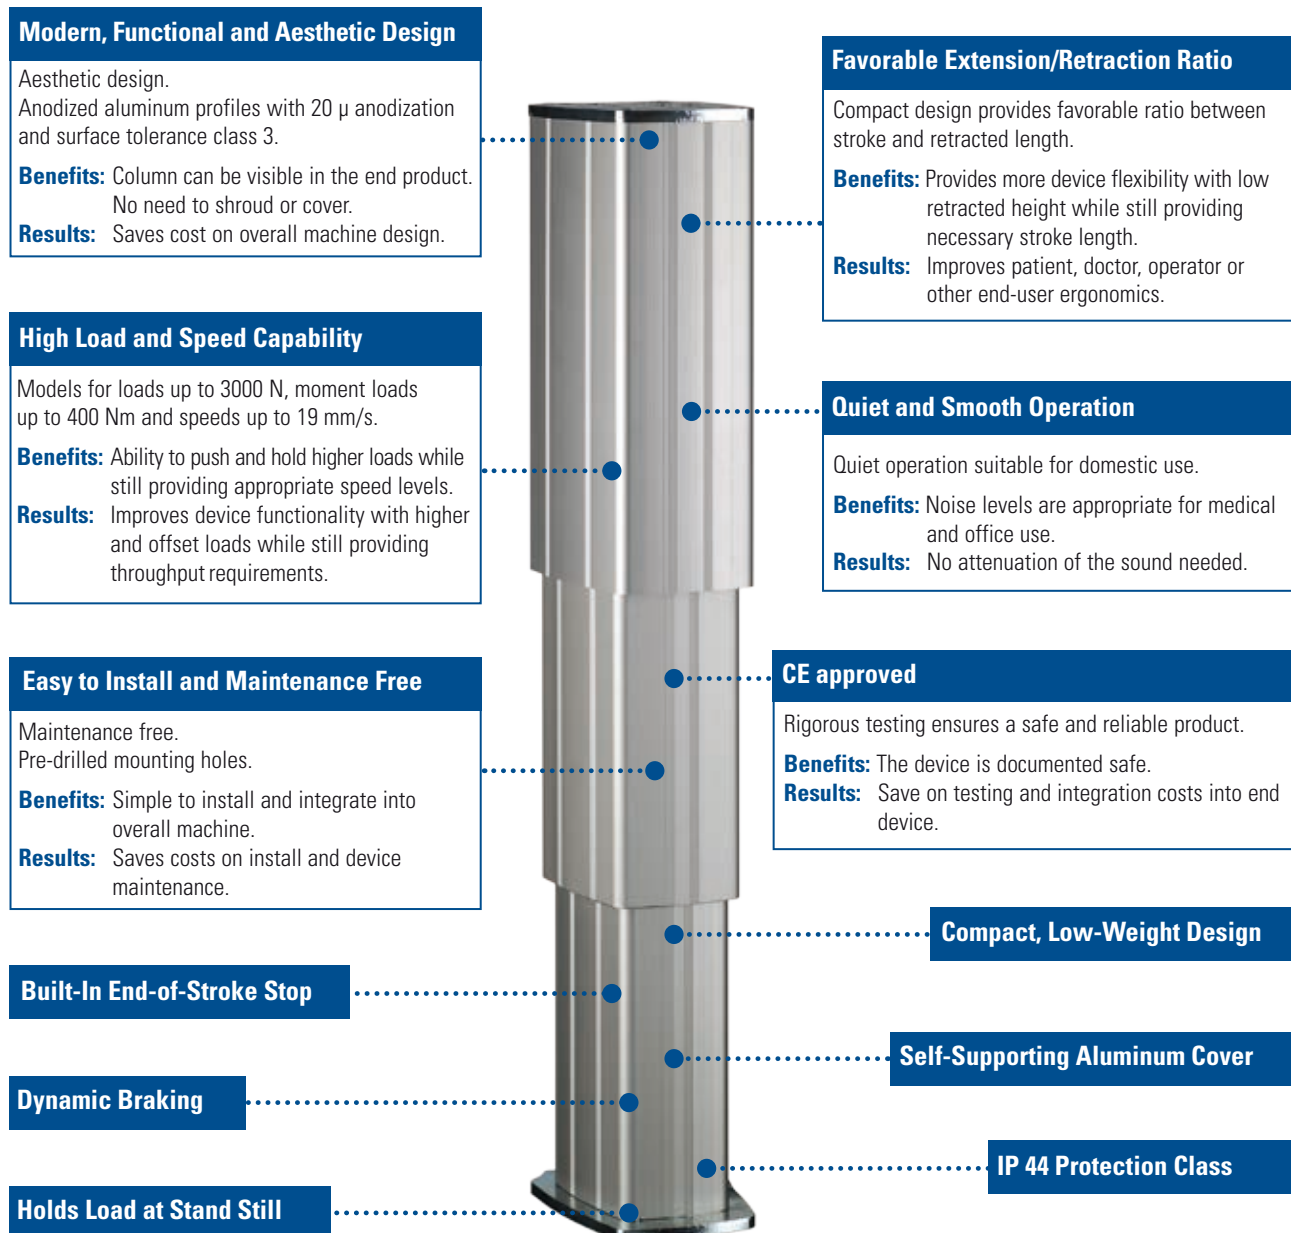 Modern, Functional and Aesthetic Design
Aesthetic design.
Anodized aluminum profiles with 20 µ anodization
and surface tolerance class 3.
Benefits: Column can be visible in the end product.
No need to shroud or cover.
Results: Saves cost on overall machine design.
High Load and Speed Capability
Models for loads up to 3000 N, moment loads
up to 400 Nm and speeds up to 19 mm/s.
Benefits: Ability to push and hold higher loads while
still providing appropriate speed levels.
Results: Improves device functionality with higher
and offset loads while still providing
throughput requirements.
Easy to Install and Maintenance Free
Maintenance free.
Pre-drilled mounting holes.
Benefits: Simple to install and integrate into
overall machine.
Results: Saves costs on install and device
maintenance.
Built-In End-of-Stroke Stop
Dynamic Braking
Holds Load at Stand Still
Favorable Extension/Retraction Ratio
Compact design provides favorable ratio between
stroke and retracted length.
Benefits: Provides more device flexibility with low
retracted height while still providing
necessary stroke length.
Results: Improves patient, doctor, operator or
other end-user ergonomics.
Quiet and Smooth Operation
Quiet operation suitable for domestic use.
Benefits: Noise levels are appropriate for medical
and office use.
Results: No attenuation of the sound needed.
CE approved
Rigorous testing ensures a safe and reliable product.
Benefits: The device is documented safe.
Results: Save on testing and integration costs into end
device.
Compact, Low-Weight Design
Self-Supporting Aluminum Cover
IP 44 Protection Class